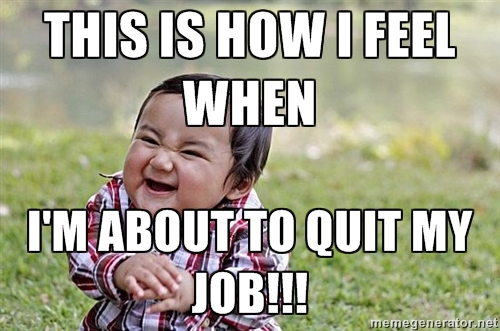 THIS IS HOW I FEEL
WHEN
I'M ABOUT TO QUIT MY
JOB!!!
memegenerator.net